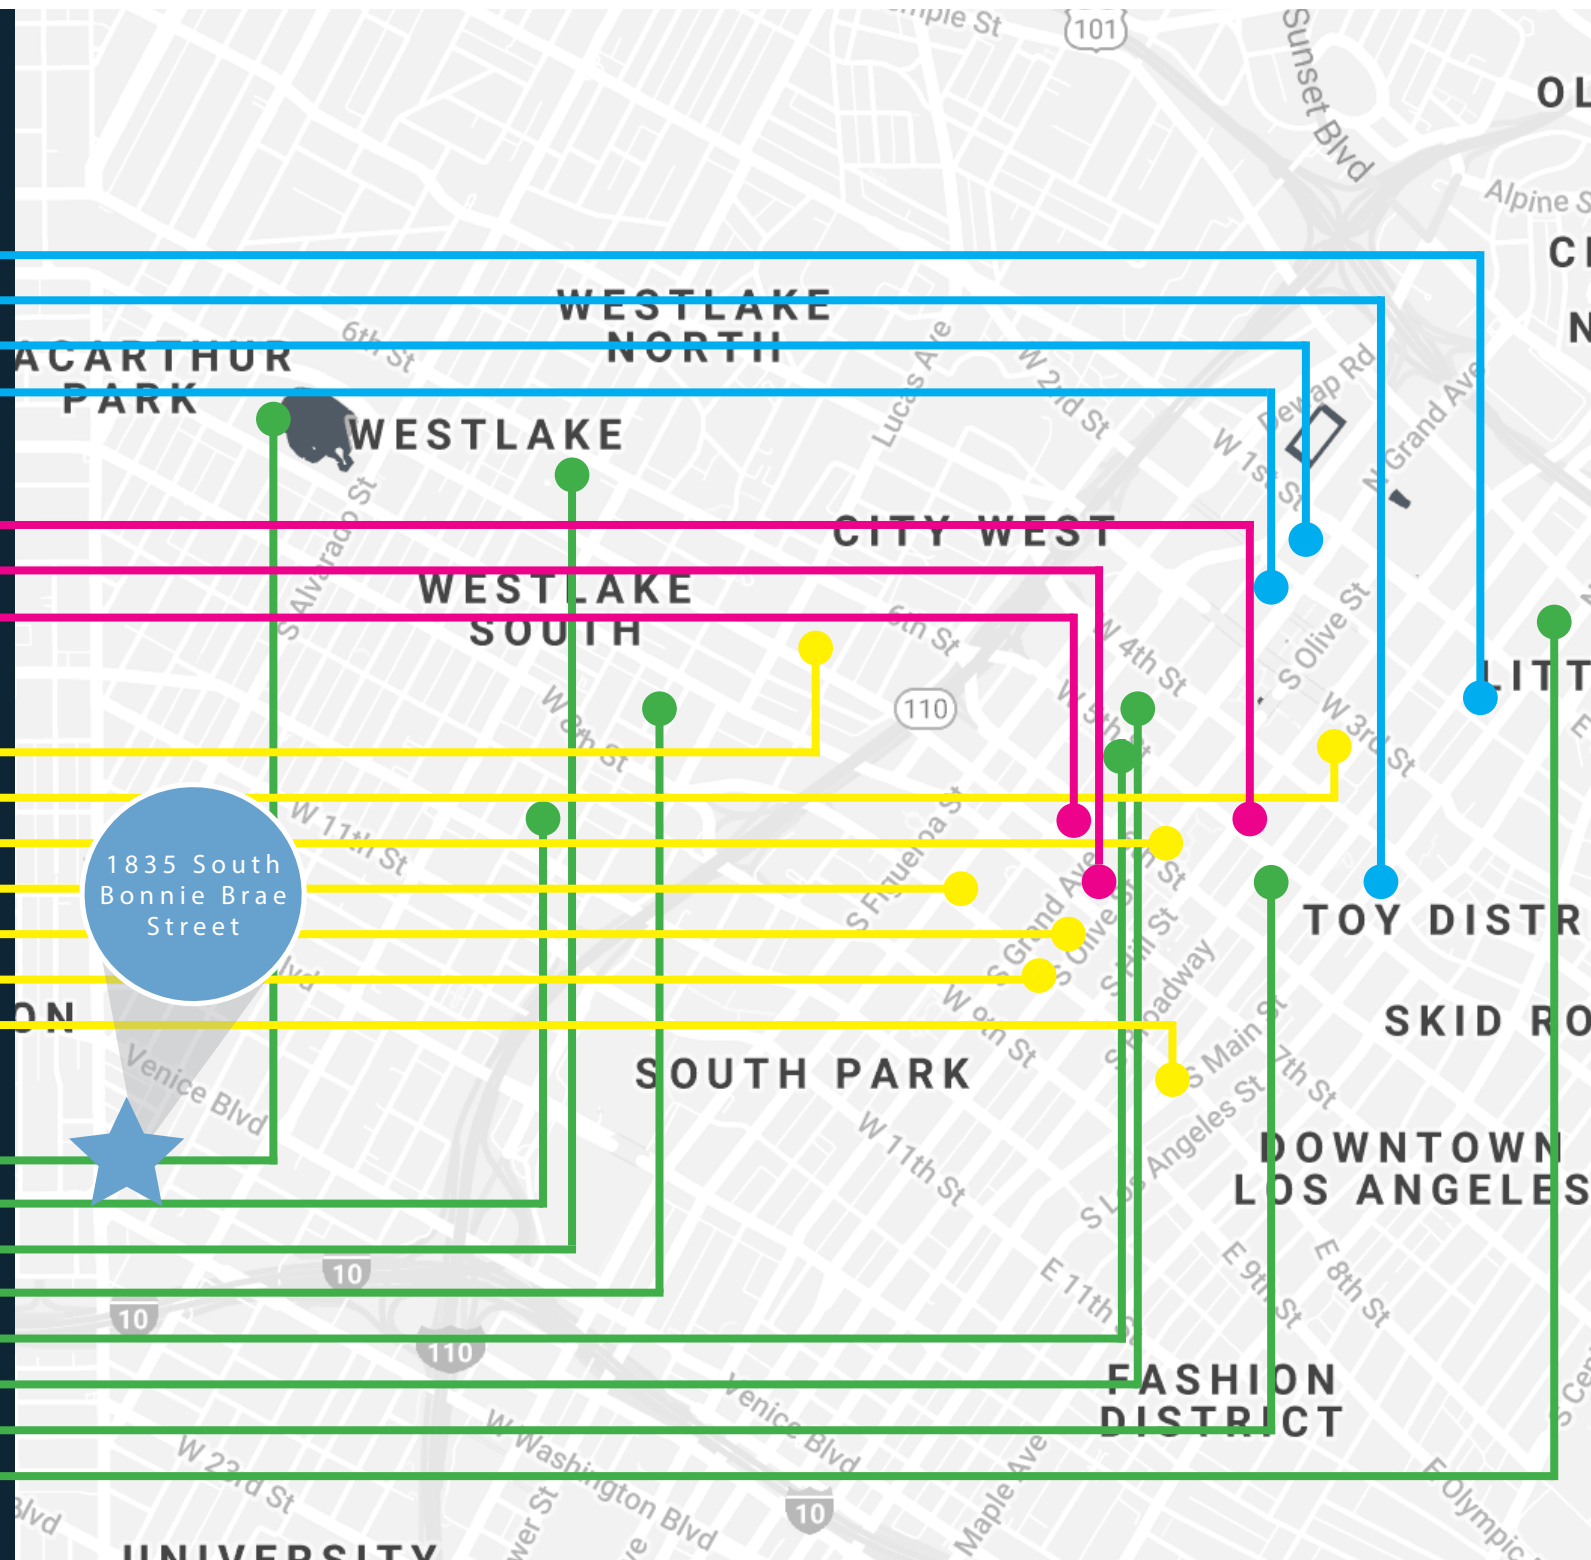 101
Sunset Blvd
Alpine S
WESTLAKE
NORTH
6th St
ACARTHUR
PARK
Lucas Ave
W 2nd St
Dewap Rd
N Grand Ave
W 1st St
WESTLAKE
S Alvarado St
CITY WEST
WESTLAKE
SOUTH
6th St
W 4th St
S Olive St
LITT
W 8th St
110
W 5th St
W 3rd St
W 11th St
S Figueroa St
1835 South
Bonnie Brae
Street
S Grand Ave
S Olive St
S Hill St
TOY DISTR
S Broadway
W 9th St
ON
SKID RO
S Main St
Venice Blvd
SOUTH PARK
7th St
S Los Angeles St
W 11th St
DOWNTOWN
LOS ANGELES
10
E 11th St
E 9th St
E 8th St
10
110
FASHION
DISTRICT
Venice Blvd
W Washington Blvd
W 23rd St
Maple Ave
10
E Olympic
S Cen
Blvd
UNIVERSITY